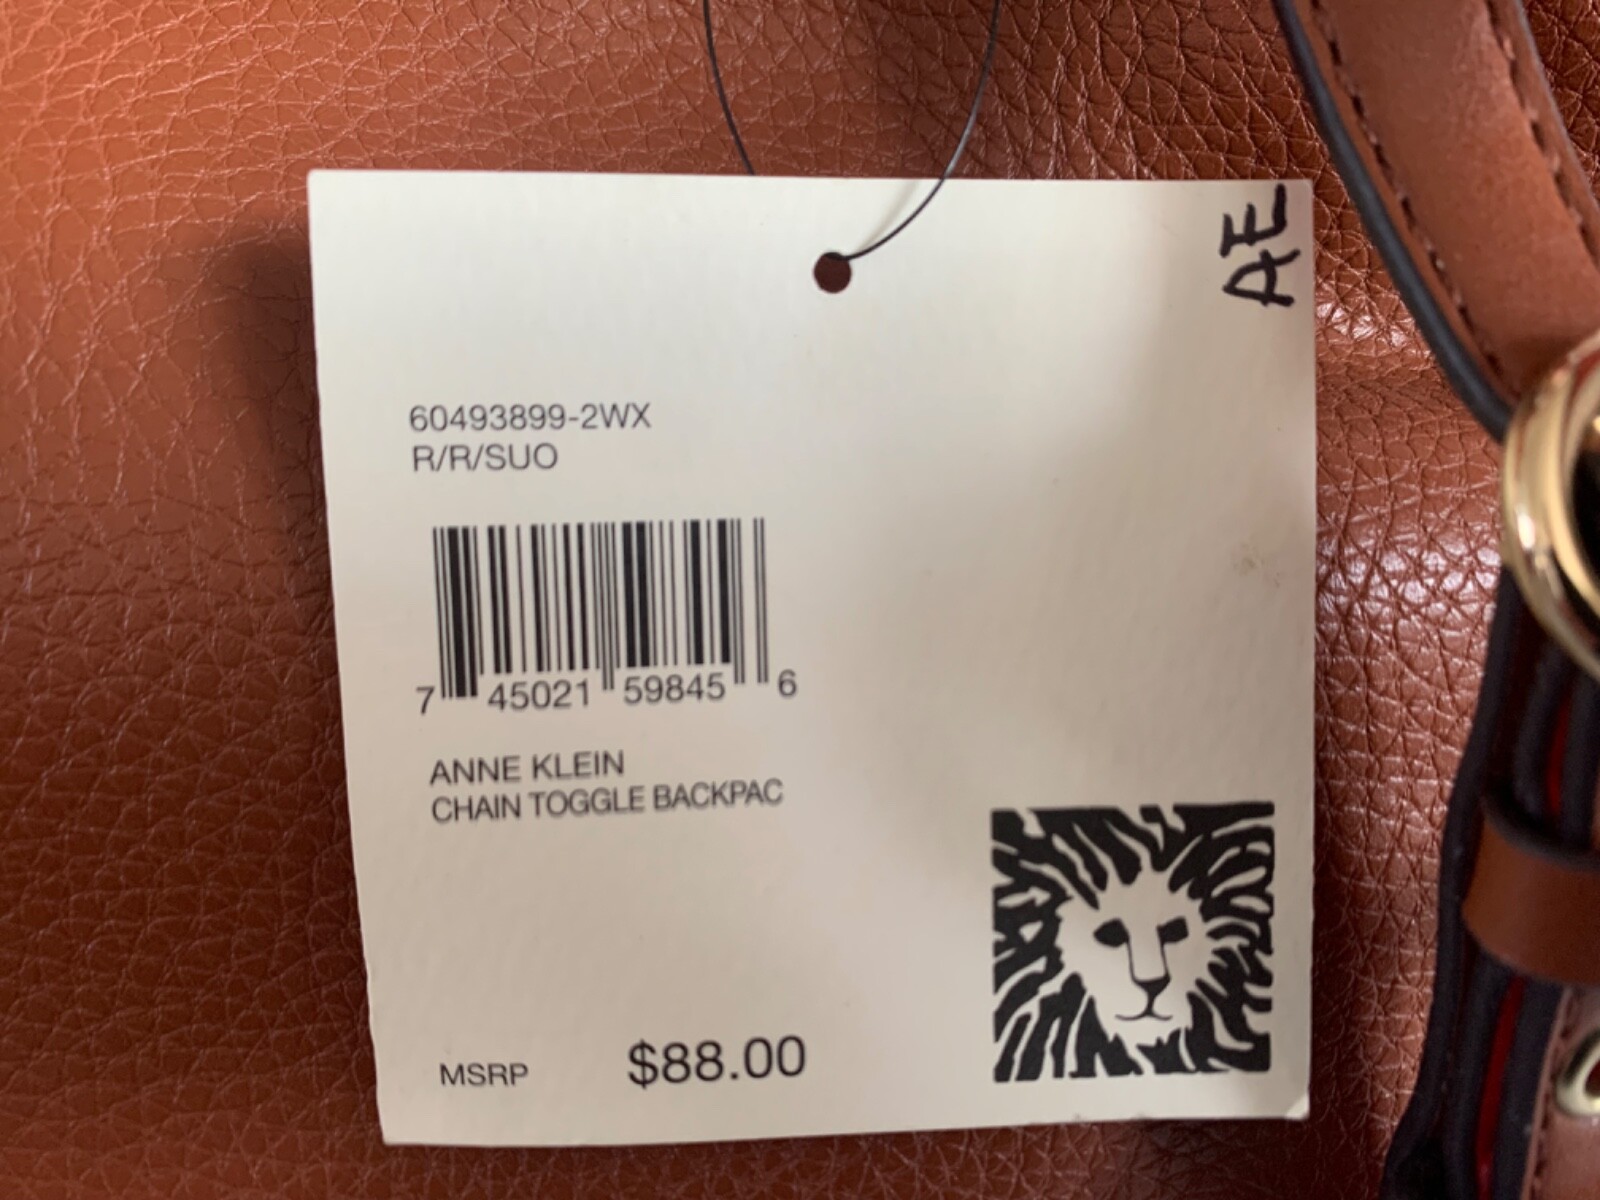 AE
60493899-2WX
R/R/SUO
7 45021 59845 6
ANNE KLEIN
CHAIN TOGGLE BACKPAC
MSRP $88.00